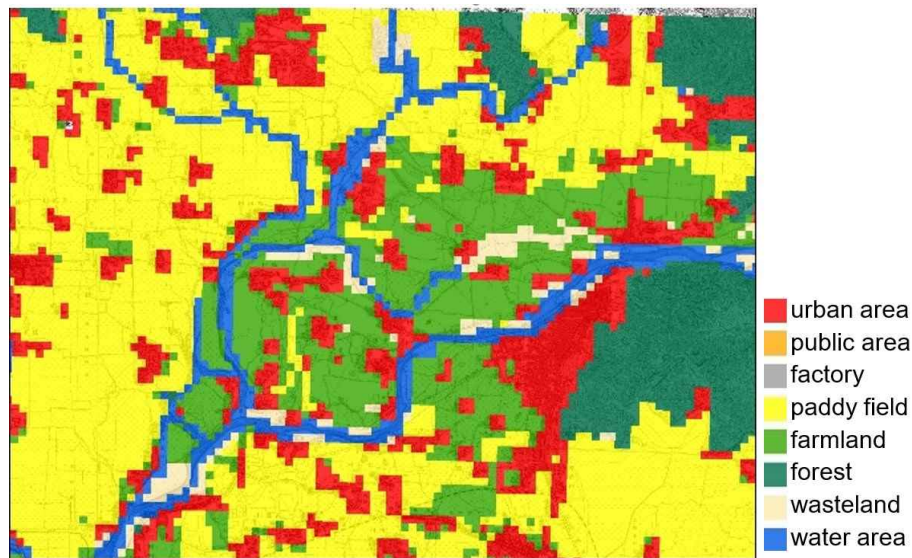 urban area
public area
factory
paddy field
farmland
forest
wasteland
water area